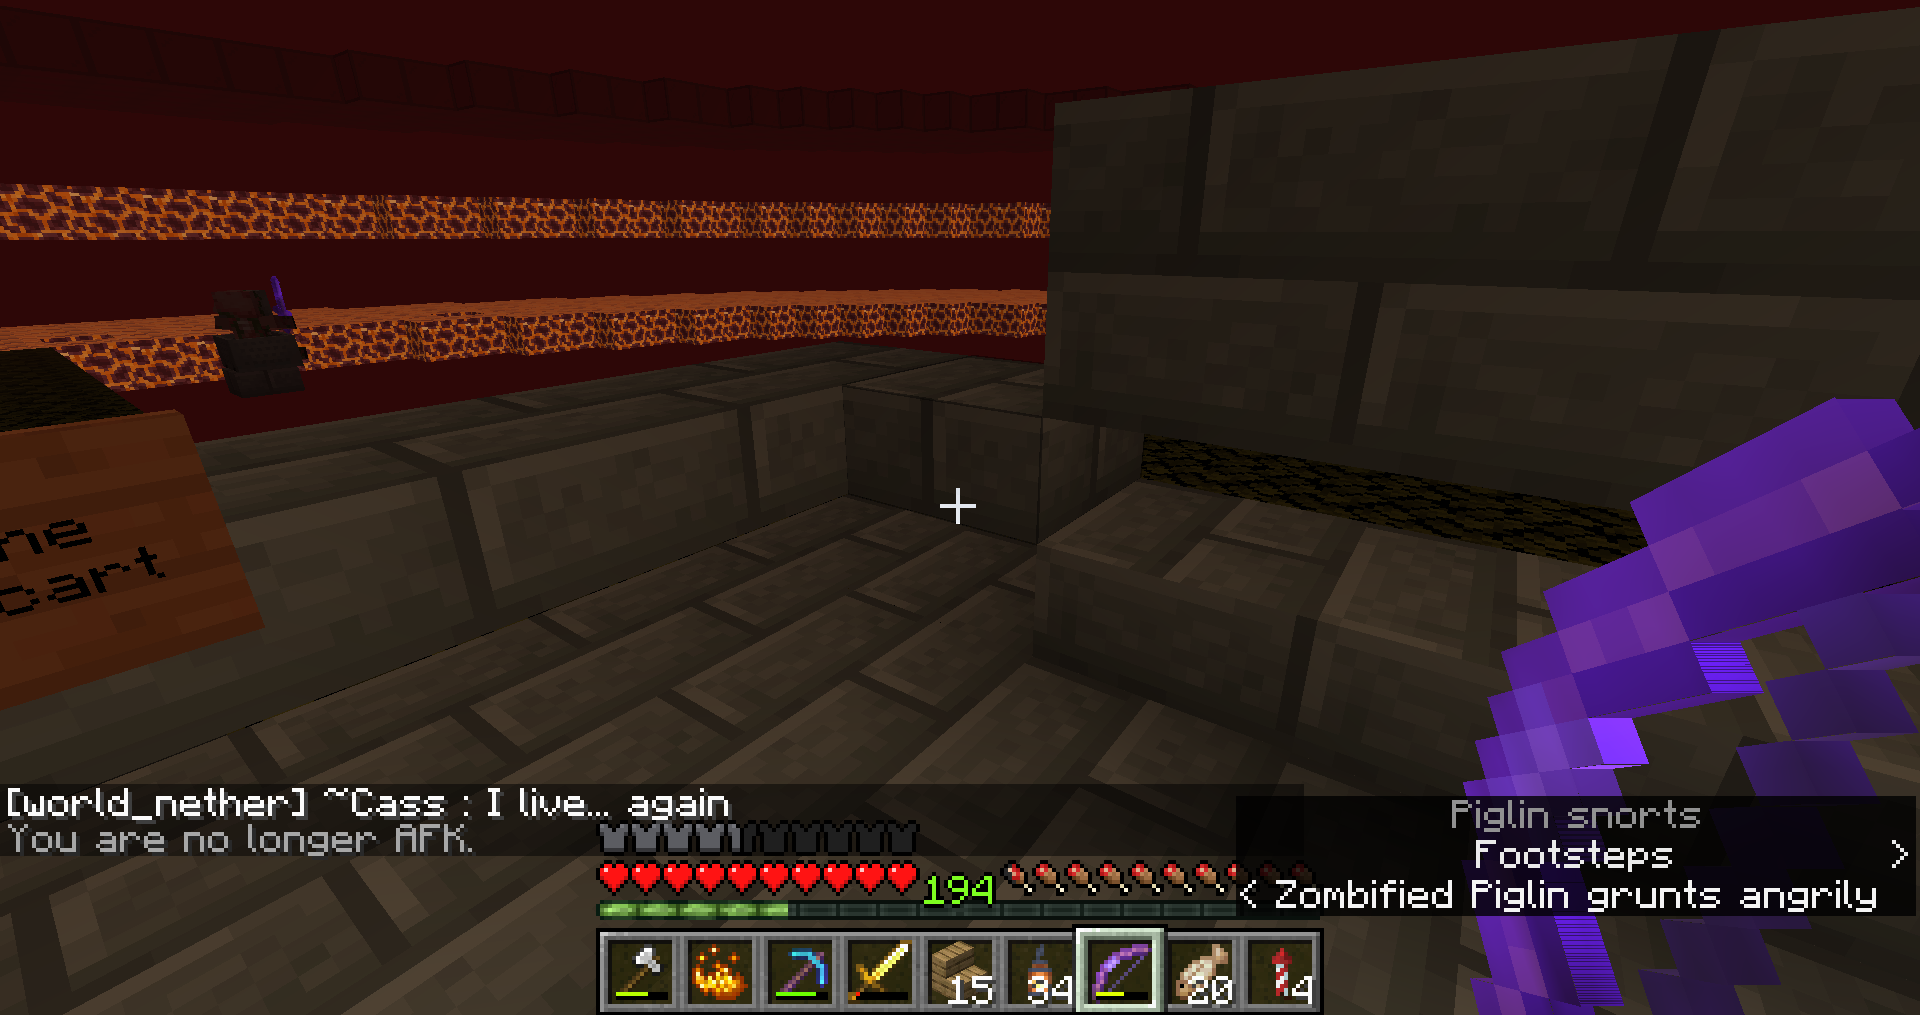 ne
cart
[world_nether] ~Cass : I live... again
You are no longer AFK.
Piglin snorts
Footsteps >
< Zombified Piglin grunts angrily
194
15 34 20 4